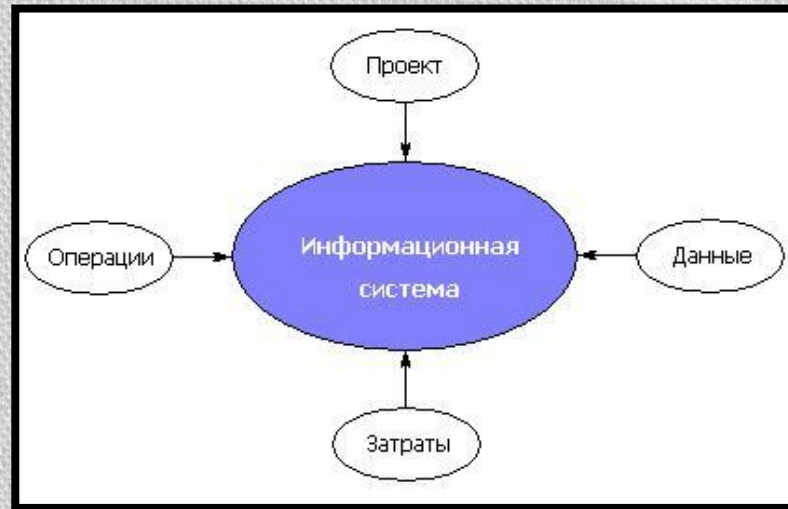 Проект
Операции
Информационная
система
Данные
Затраты